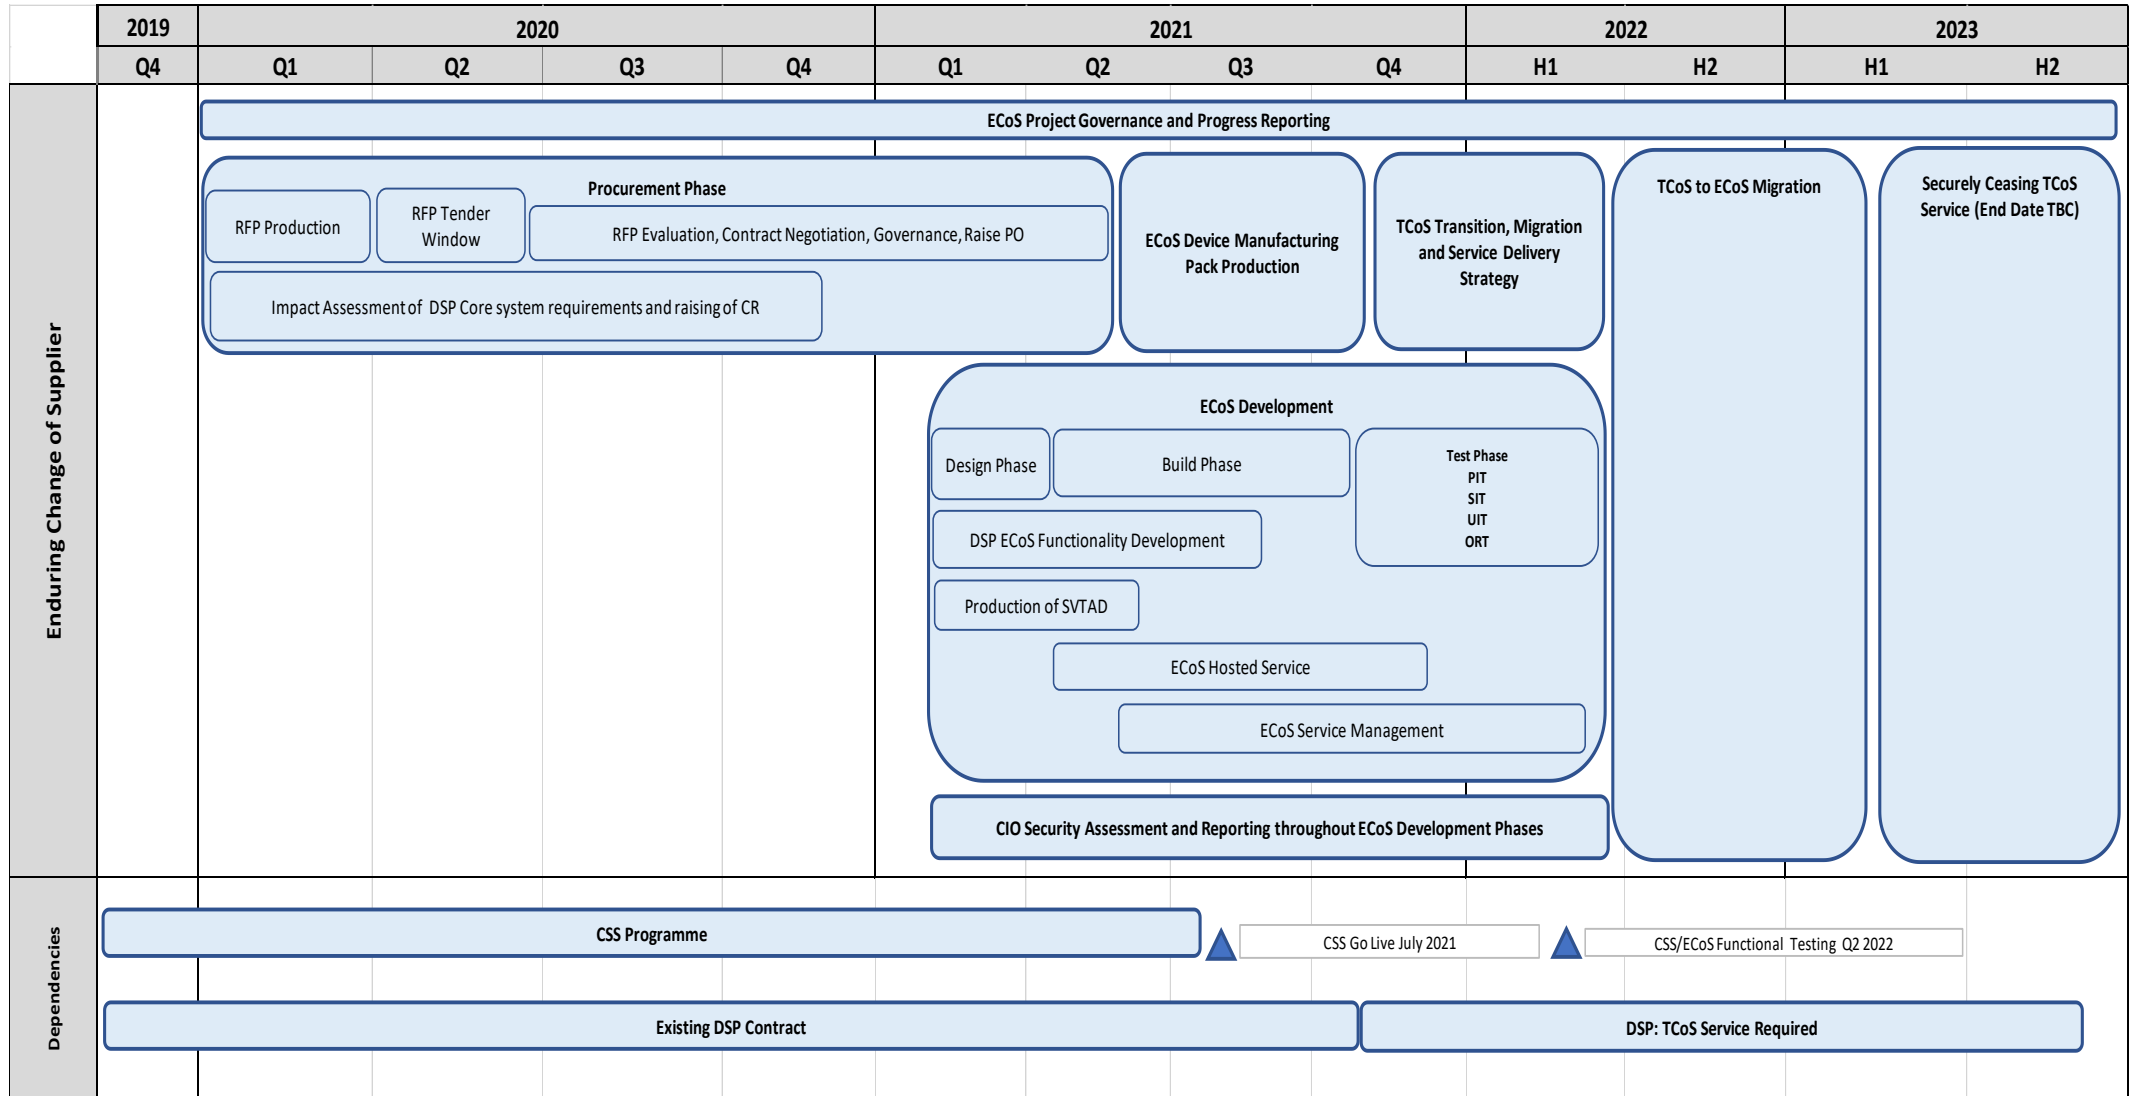 2019
2020
2021
2022
2023
Q4
Q1
Q2
Q3
Q4
Q1
Q2
Q3
Q4
H1
H2
H1
H2
Enduring Change of Supplier
ECoS Project Governance and Progress Reporting
Procurement Phase
RFP Production
RFP Tender
Window
RFP Evaluation, Contract Negotiation, Governance, Raise PO
Impact Assessment of DSP Core system requirements and raising of CR
ECoS Device Manufacturing
Pack Production
TCoS Transition, Migration
and Service Delivery
Strategy
TCoS to ECoS Migration
Securely Ceasing TCoS
Service (End Date TBC)
ECoS Development
Design Phase
Build Phase
Test Phase
PIT
SIT
UIT
ORT
DSP ECoS Functionality Development
Production of SVTAD
ECoS Hosted Service
ECoS Service Management
CIO Security Assessment and Reporting throughout ECoS Development Phases
Dependencies
CSS Programme
CSS Go Live July 2021
CSS/ECoS Functional Testing Q2 2022
Existing DSP Contract
DSP: TCoS Service Required